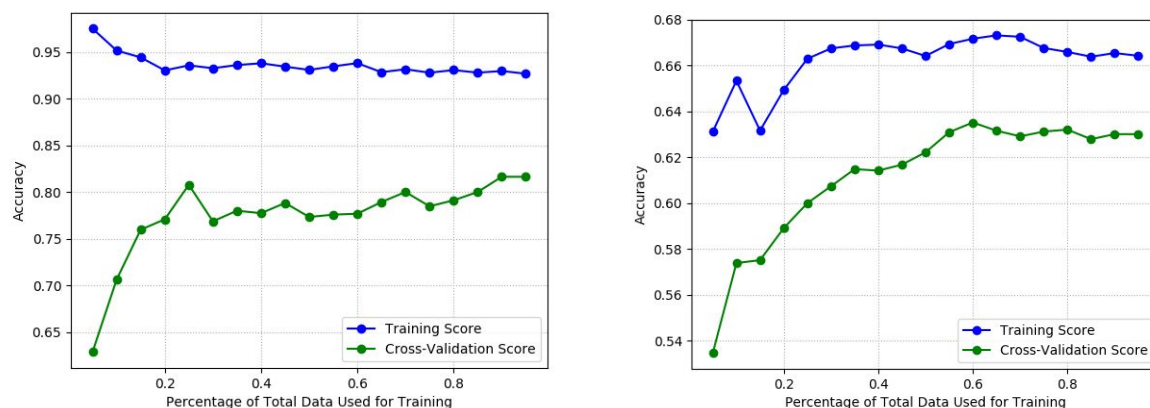 0.95
0.90
0.85
0.80
0.75
0.70
0.65
Accuracy
Training Score
Cross-Validation Score
0.2 0.4 0.6 0.8
Percentage of Total Data Used for Training
0.68
0.66
0.64
0.62
0.60
0.58
0.56
0.54
Accuracy
Training Score
Cross-Validation Score
0.2 0.4 0.6 0.8
Percentage of Total Data Used for Training